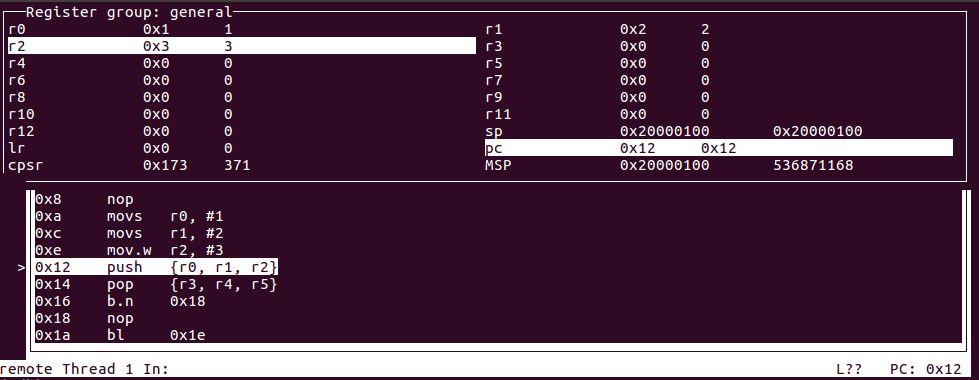 Register group: general
r0 0x1 1 r1 0x2 2
r2 0x3 3 r3 0x0 0
r4 0x0 0 r5 0x0 0
r6 0x0 0 r7 0x0 0
r8 0x0 0 r9 0x0 0
r10 0x0 0 r11 0x0 0
r12 0x0 0 sp 0x20000100 0x20000100
lr 0x0 0 pc 0x12 0x12
cpsr 0x173 371 MSP 0x20000100 536871168
0x8 nop
0xa movs r0, #1
0xc movs r1, #2
0xe mov.w r2, #3
>0x12 push {r0, r1, r2}
0x14 pop {r3, r4, r5}
0x16 b.n 0x18
0x18 nop
0x1a bl 0x1e
remote Thread 1 In: L?? PC: 0x12